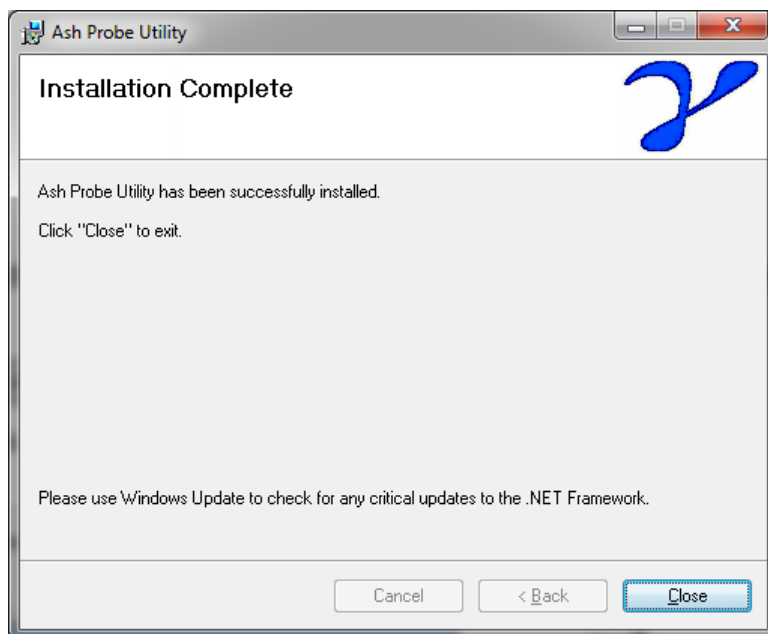 Ash Probe Utility
Installation Complete
γ
Ash Probe Utility has been successfully installed.
Click "Close" to exit.
Please use Windows Update to check for any critical updates to the .NET Framework.
Cancel
< Back
Close